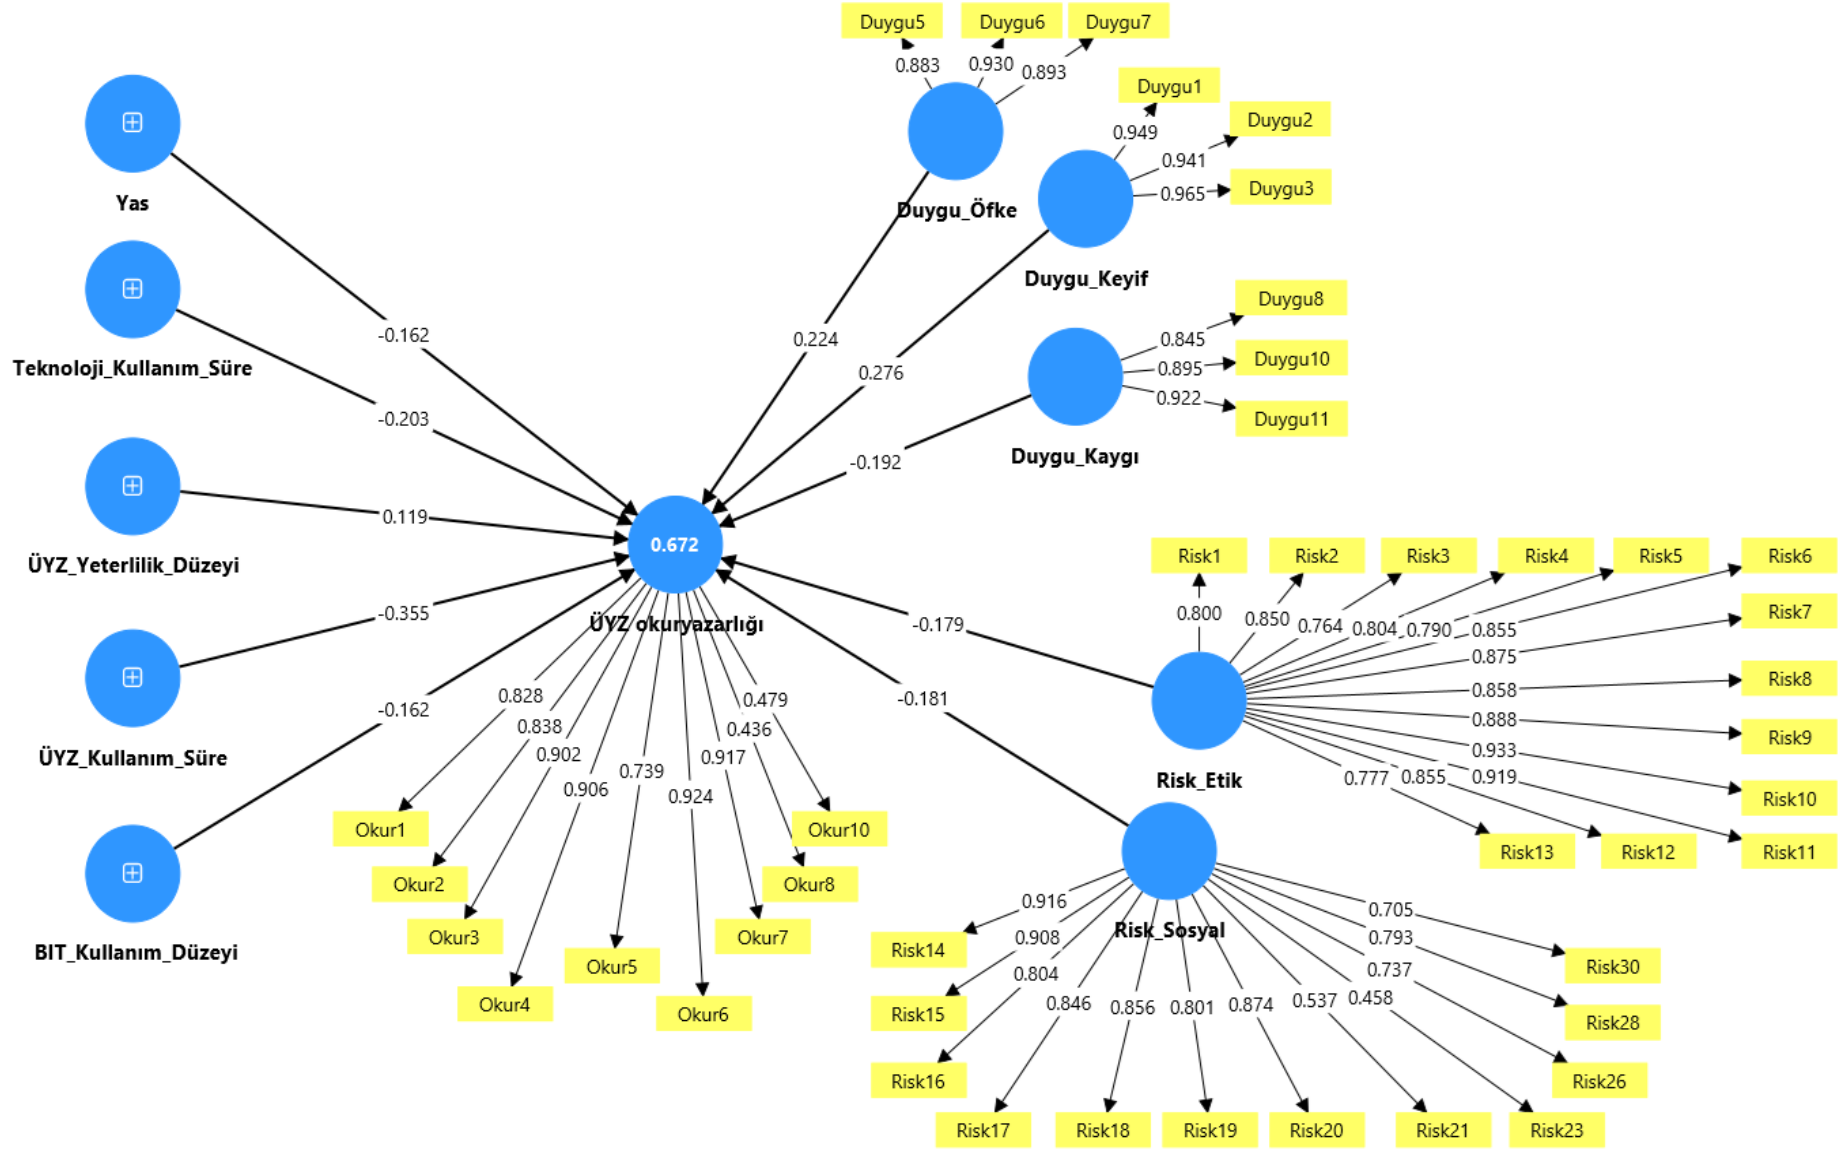 Duygu5
Duygu6
Duygu7
0.883
0.930
0.893
Duygu1
Duygu2
Duygu3
0.949
0.941
0.965
Yas
Duygu_Öfke
Duygu_Keyif
Teknoloji_Kullanım_Süre
-0.162
0.224
0.276
Duygu8
Duygu10
Duygu11
0.845
0.895
0.922
-0.203
Duygu_Kaygı
-0.192
0.119
0.672
ÜYZ_Yeterlilik_Düzeyi
-0.355
ÜYZ okuryazarlığı
-0.179
Risk1
Risk2
Risk3
Risk4
Risk5
Risk6
Risk7
Risk8
Risk9
Risk10
Risk11
Risk12
Risk13
0.800
0.850
0.764
0.804
0.790
0.855
0.875
0.858
0.888
0.933
0.919
0.855
0.777
-0.181
Risk_Etik
-0.162
ÜYZ_Kullanım_Süre
0.828
0.838
0.902
0.906
0.739
0.924
0.917
0.436
0.479
Okur1
Okur2
Okur3
Okur4
Okur5
Okur6
Okur7
Okur8
Okur10
BIT_Kullanım_Düzeyi
Risk_Sosyal
0.916
0.908
0.804
0.846
0.856
0.801
0.874
0.537
0.458
0.737
0.793
0.705
Risk14
Risk15
Risk16
Risk17
Risk18
Risk19
Risk20
Risk21
Risk23
Risk26
Risk28
Risk30